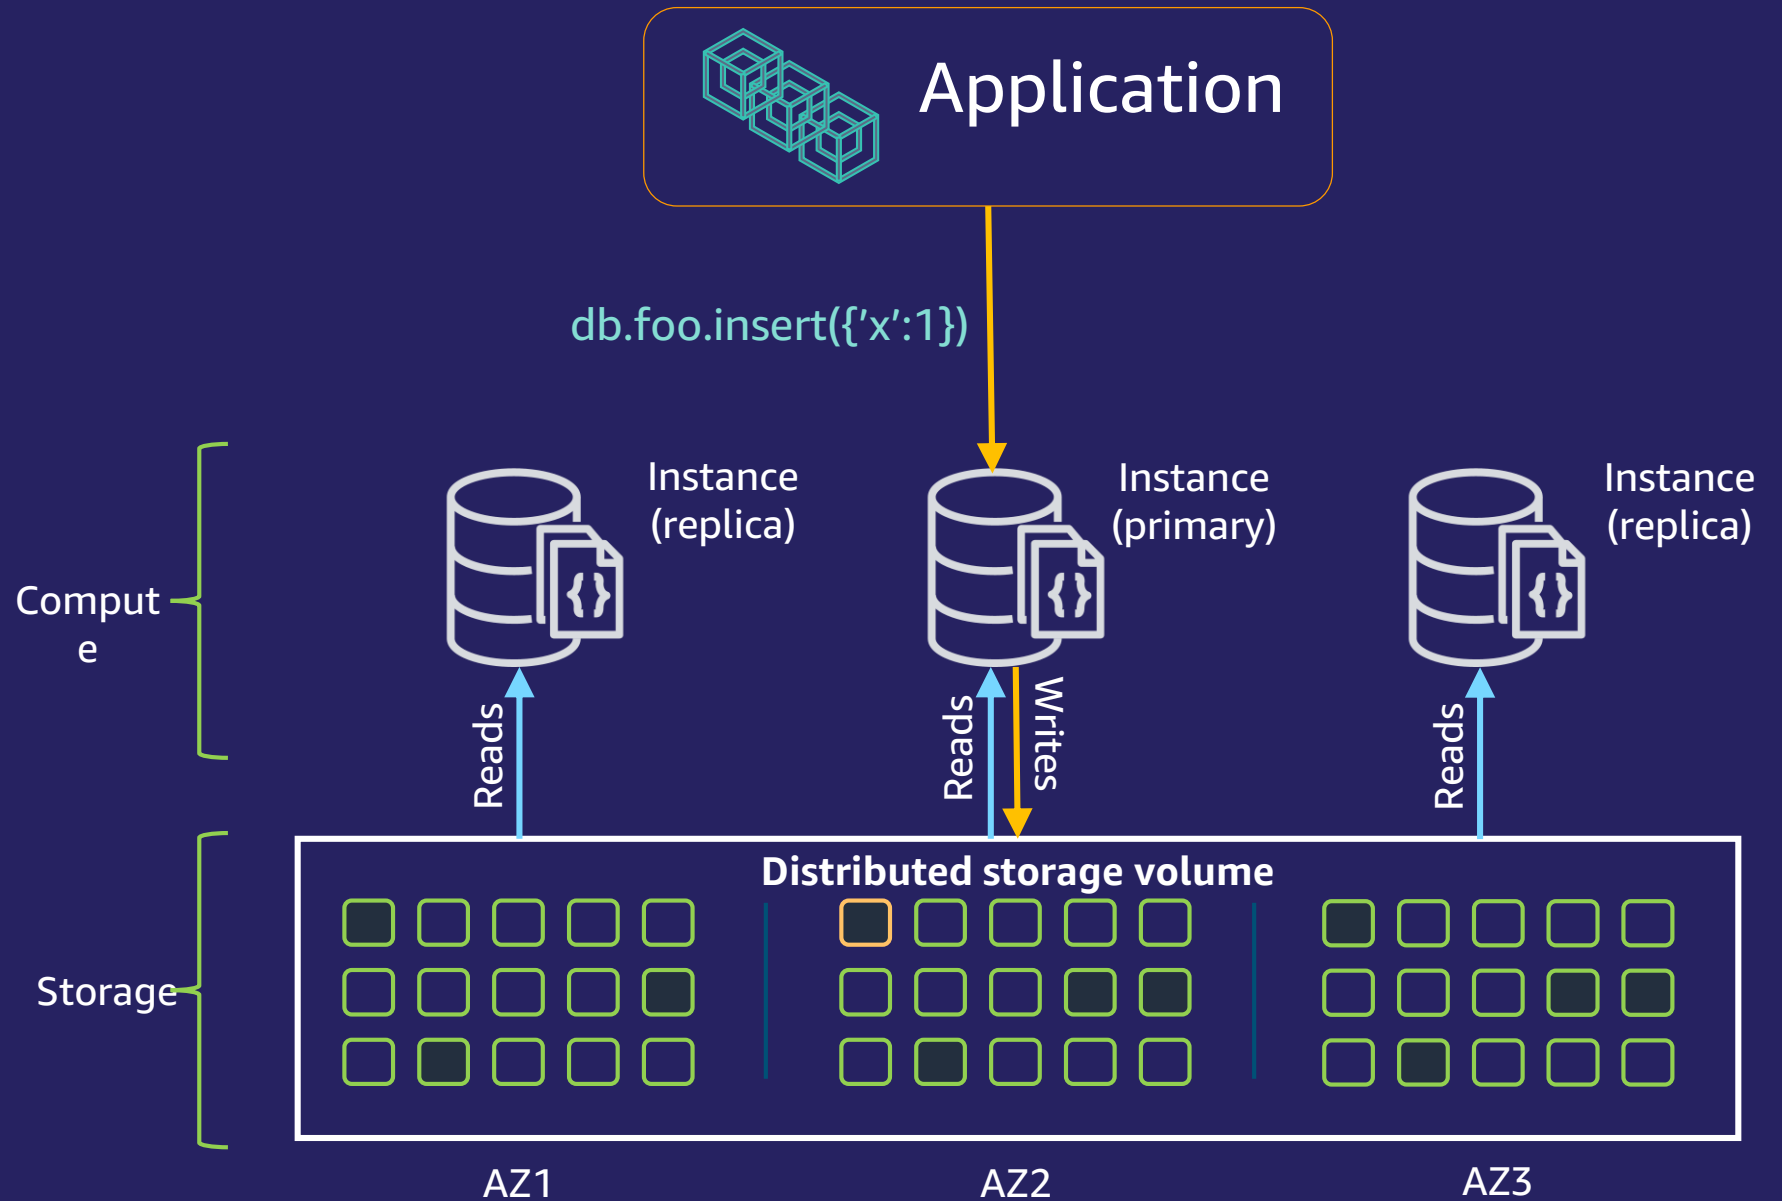 Application
db.foo.insert({’x’:1})
Instance
(replica)
Instance
(primary)
Instance
(replica)
Comput
e
Reads
Reads
Writes
Reads
Distributed storage volume
Storage
AZ1
AZ2
AZ3